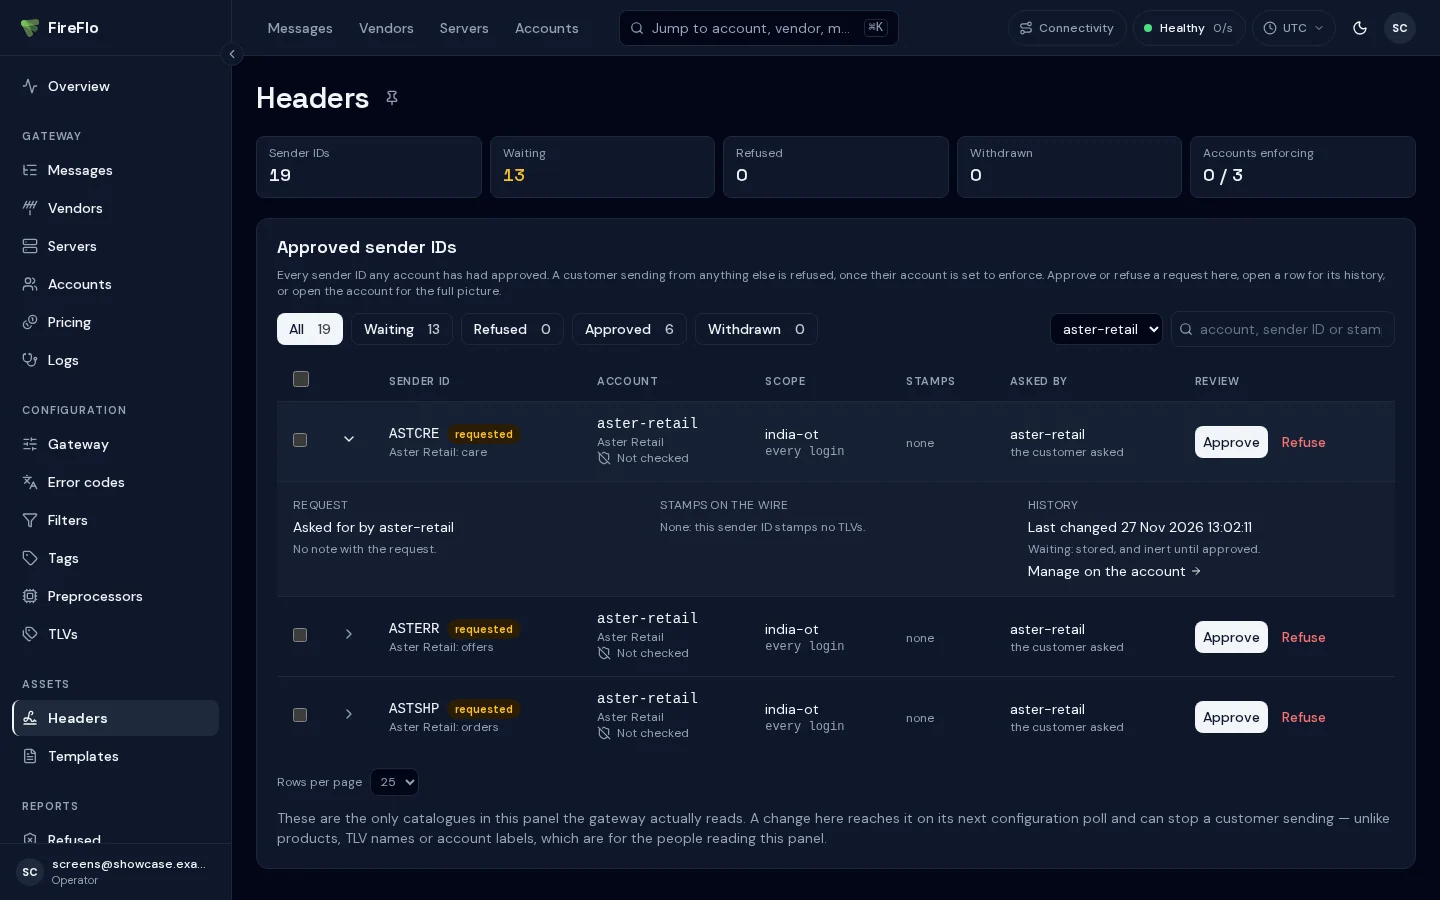 FireFlo
Messages
Vendors
Servers
Accounts
Jump to account, vendor, m...
⌘K
Connectivity
Healthy 0/s
UTC
SC
Overview
GATEWAY
Messages
Vendors
Servers
Accounts
Pricing
Logs
CONFIGURATION
Gateway
Error codes
Filters
Tags
Preprocessors
TLVs
ASSETS
Headers
Templates
REPORTS
Refused
SC
screens@showcase.exa...
Operator
Headers
Sender IDs
19
Waiting
13
Refused
0
Withdrawn
0
Accounts enforcing
0 / 3
Approved sender IDs
Every sender ID any account has had approved. A customer sending from anything else is refused, once their account is set to enforce. Approve or refuse a request here, open a row for its history,
or open the account for the full picture.
All 19
Waiting 13
Refused 0
Approved 6
Withdrawn 0
aster-retail
account, sender ID or stam
SENDER ID ACCOUNT SCOPE STAMPS ASKED BY REVIEW
ASTCRE requested
Aster Retail: care
aster-retail
Aster Retail
Not checked
india-ot
every login
none
aster-retail
the customer asked
Approve
Refuse
REQUEST
Asked for by aster-retail
No note with the request.
STAMPS ON THE WIRE
None: this sender ID stamps no TLVs.
HISTORY
Last changed 27 Nov 2026 13:02:11
Waiting: stored, and inert until approved.
Manage on the account →
ASTERR requested
Aster Retail: offers
aster-retail
Aster Retail
Not checked
india-ot
every login
none
aster-retail
the customer asked
Approve
Refuse
ASTSHP requested
Aster Retail: orders
aster-retail
Aster Retail
Not checked
india-ot
every login
none
aster-retail
the customer asked
Approve
Refuse
Rows per page 25
These are the only catalogues in this panel the gateway actually reads. A change here reaches it on its next configuration poll and can stop a customer sending — unlike
products, TLV names or account labels, which are for the people reading this panel.